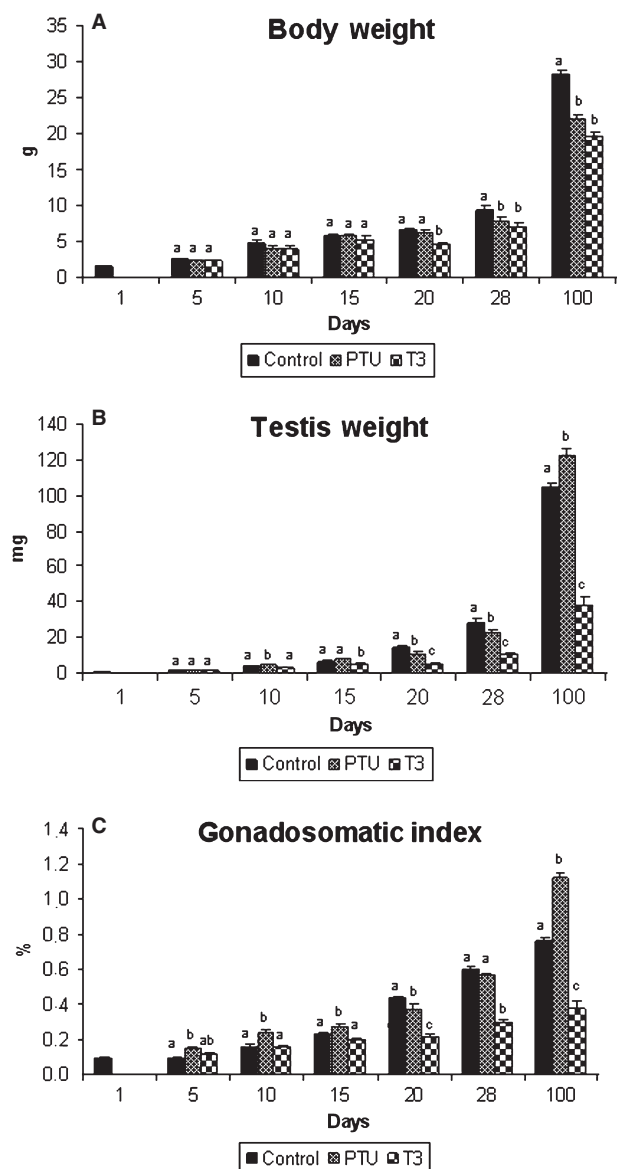 A
Body weight
35
30
25
20
15
10
5
0
g
a a a
a a a
a a a
a a b
a b b
a b b
1 5 10 15 20 28 100
Days
Control PTU T3
B
Testis weight
140
120
100
80
60
40
20
0
mg
a a a
a b a
a a b
a b c
a b c
a b c
1 5 10 15 20 28 100
Days
Control PTU T3
C
Gonadosomatic index
1.4
1.2
1.0
0.8
0.6
0.4
0.2
0.0
%
a b ab
a b a
a b a
a b c
a a b
a b c
1 5 10 15 20 28 100
Days
Control PTU T3